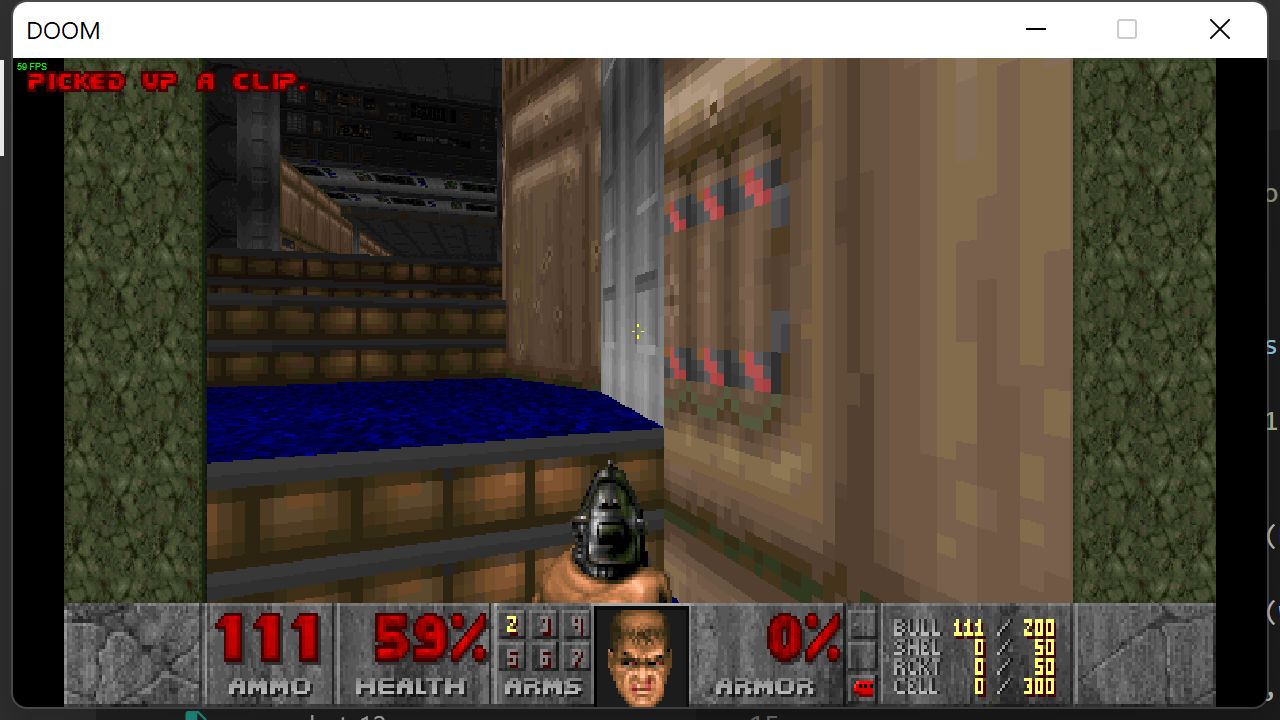 DOOM
59 FPS
PICKED UP A CLIP.
111
59%
2 3 4
5 6 7
0%
AMMO
HEALTH
ARMS
ARMOR
BULL 111 / 200
SHEL 0 / 50
RCKT 0 / 50
CELL 0 / 300